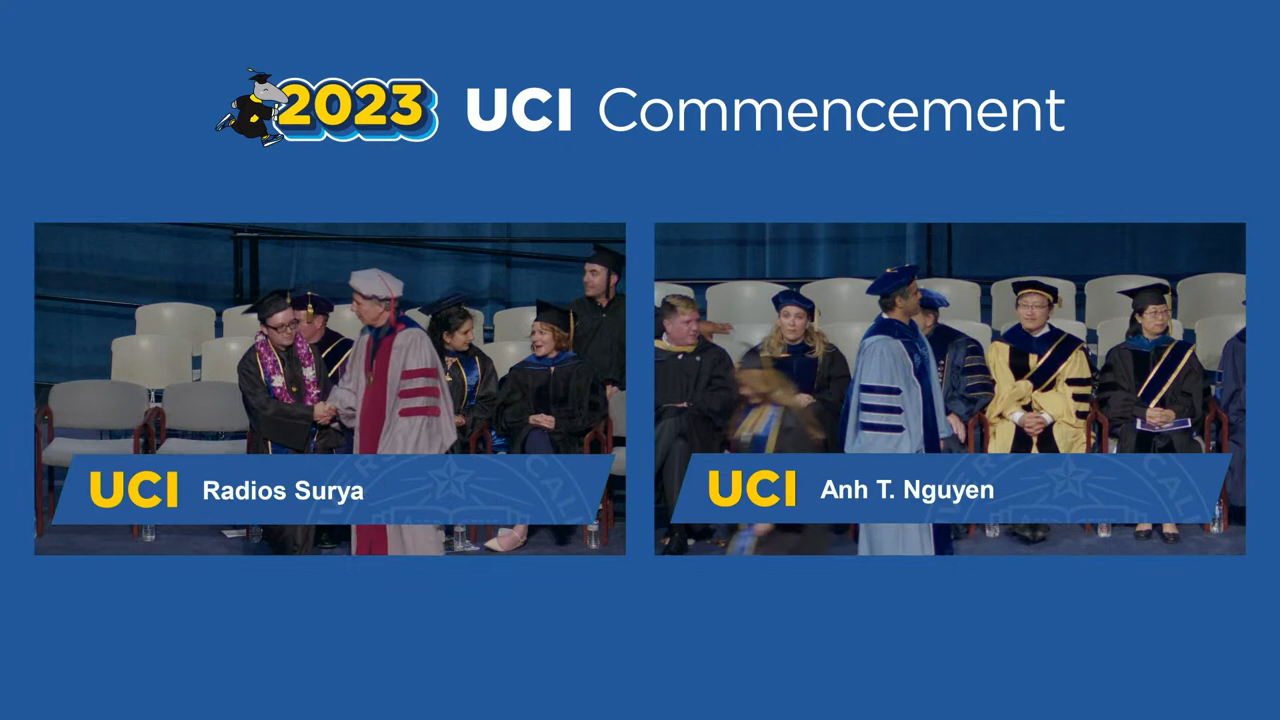 2023 UCI Commencement
UCI Radios Surya
UCI Anh T. Nguyen